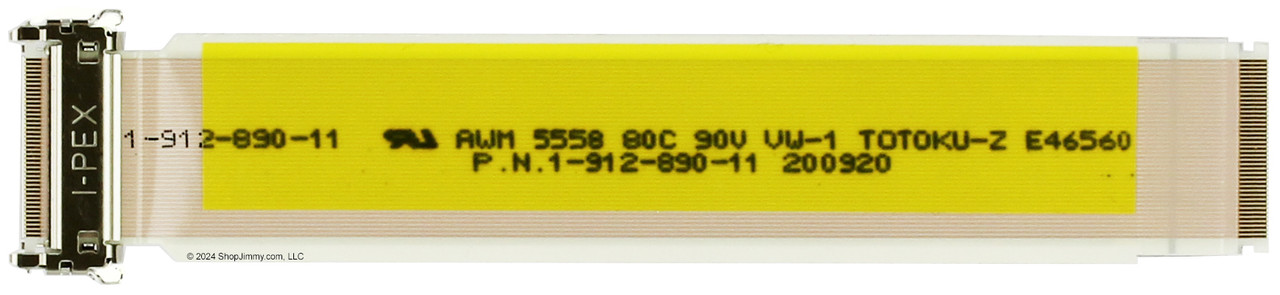 I-PEX
1-912-890-11 AWM 5558 80C 90V VW-1 TOTOKU-Z E46560
P.N.1-912-890-11 200920
© 2024 ShopJimmy.com, LLC